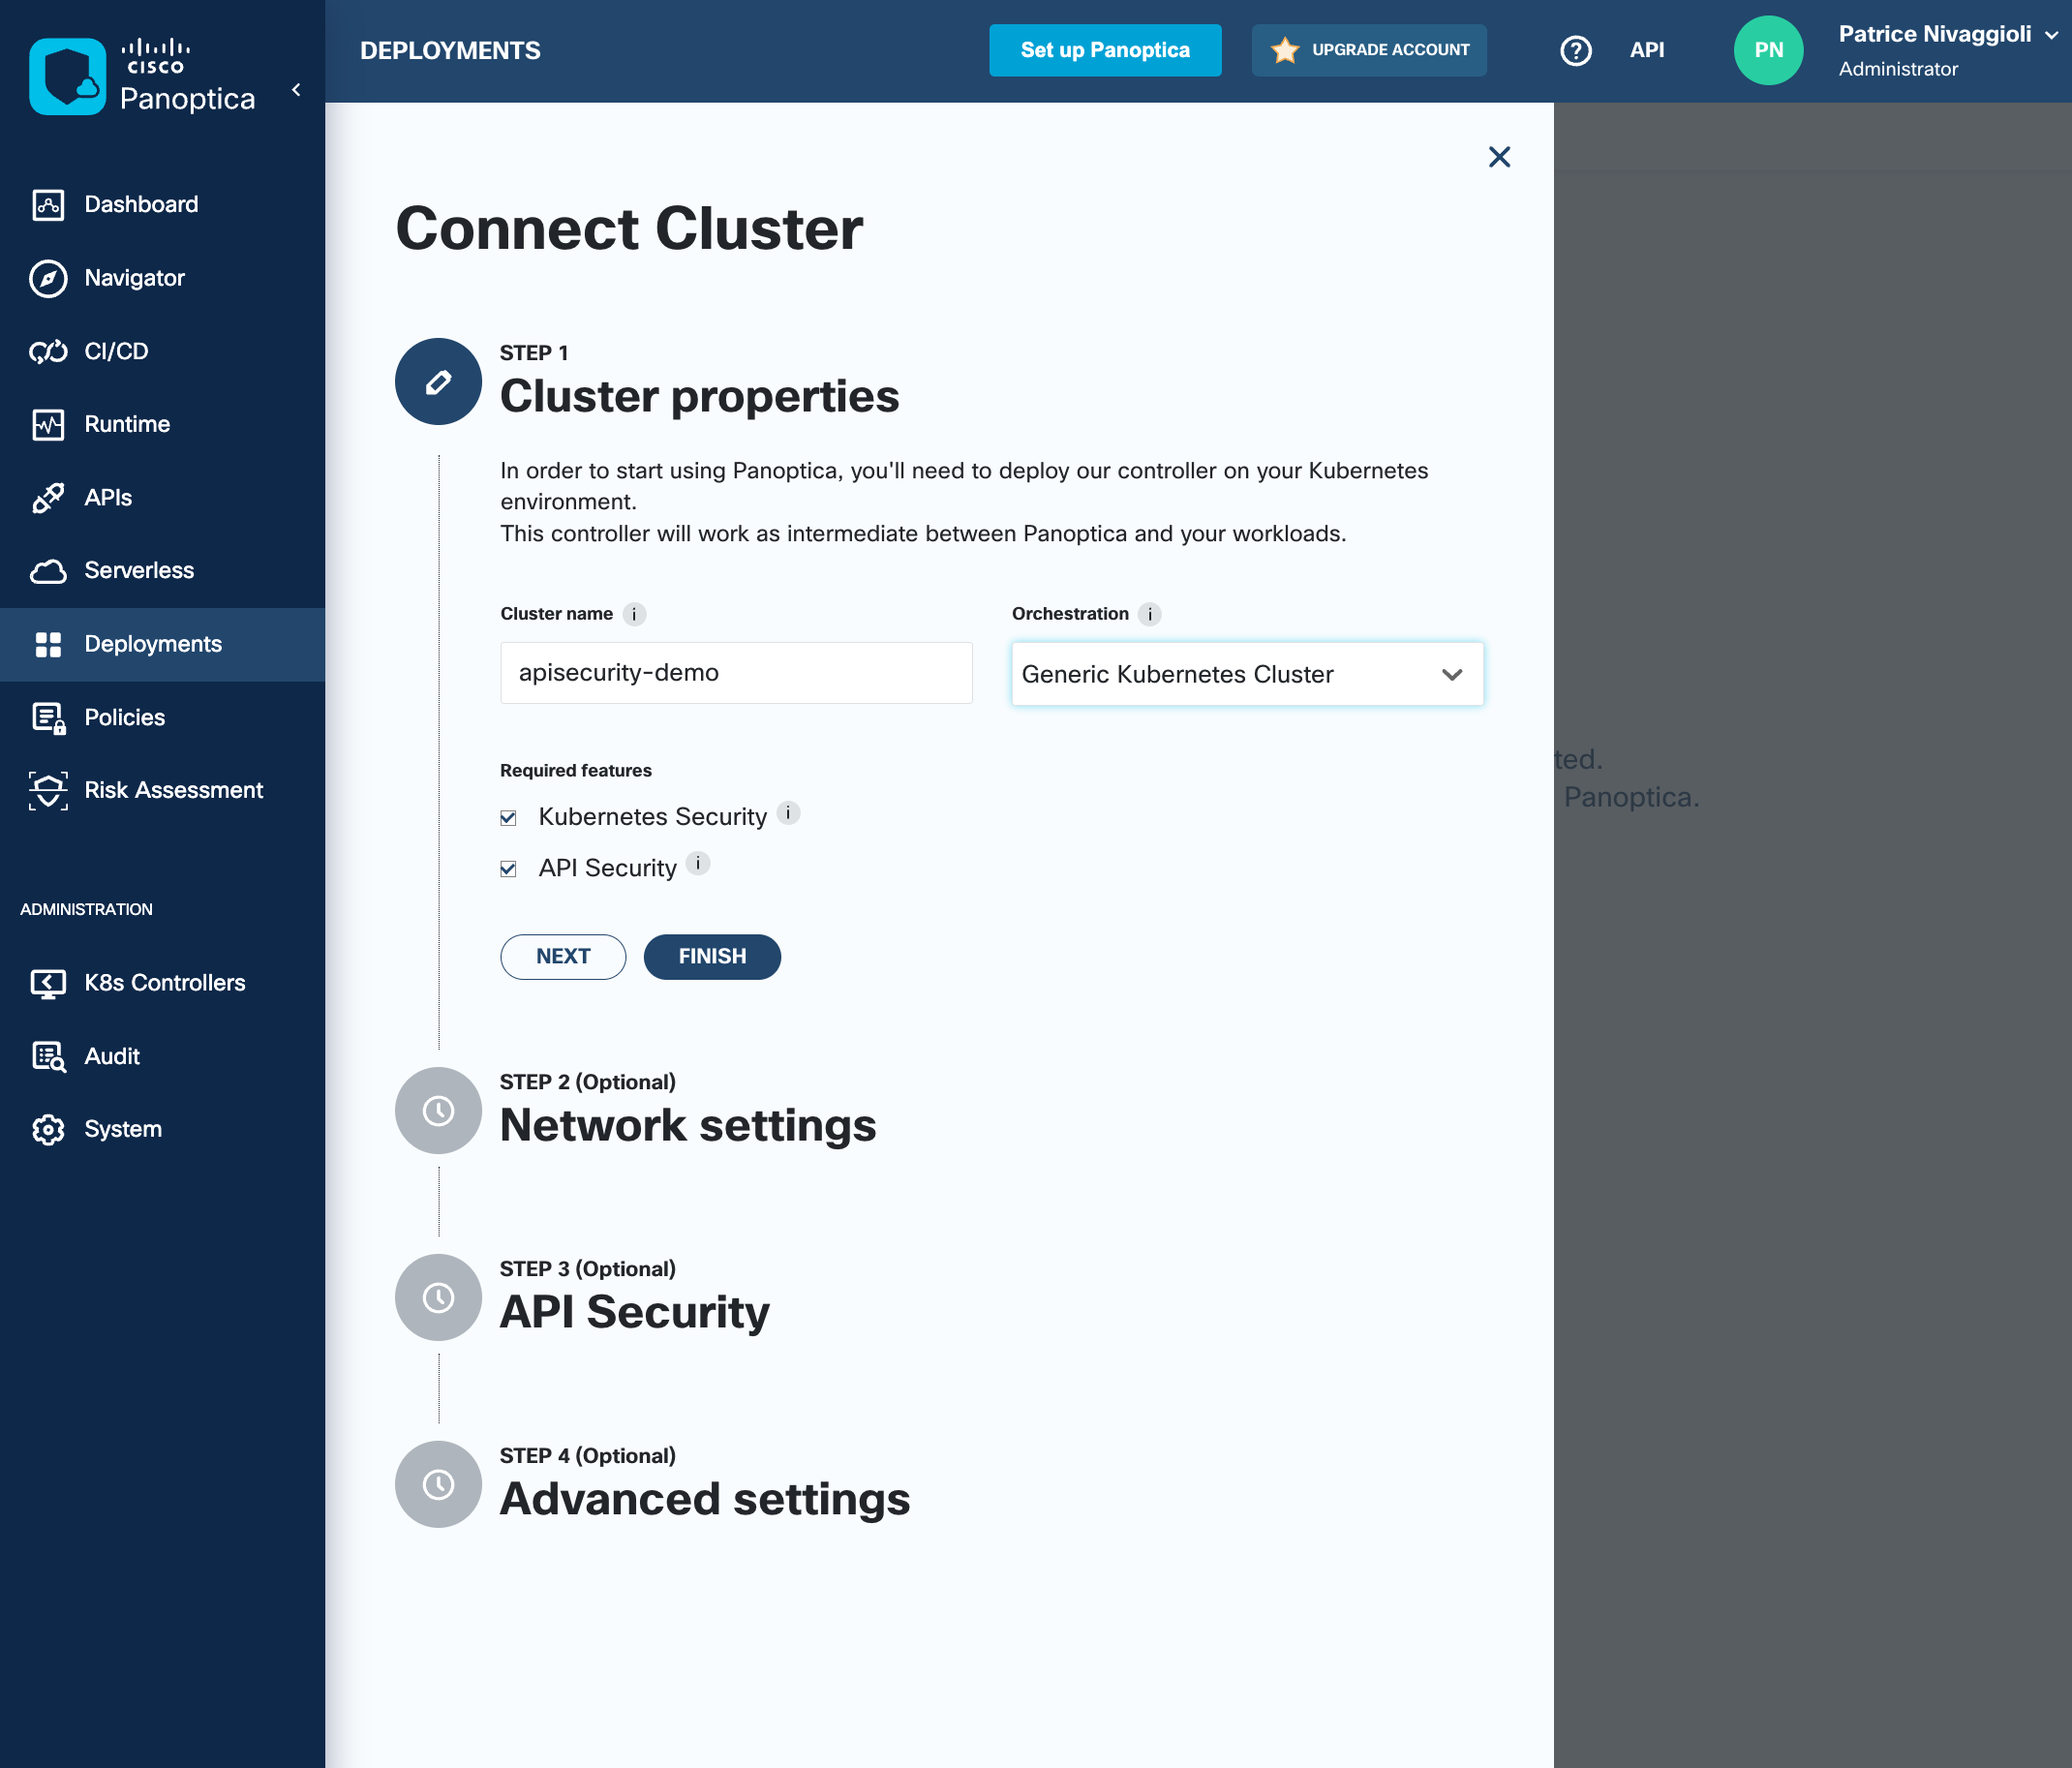 CISCO
Panoptica
DEPLOYMENTS
Set up Panoptica
UPGRADE ACCOUNT
?
API
PN
Patrice Nivaggioli
Administrator
Dashboard
Navigator
CI/CD
Runtime
APIs
Serverless
Deployments
Policies
Risk Assessment
ADMINISTRATION
K8s Controllers
Audit
System
Connect Cluster
STEP 1
Cluster properties
In order to start using Panoptica, you'll need to deploy our controller on your Kubernetes
environment.
This controller will work as intermediate between Panoptica and your workloads.
Cluster name i
Orchestration i
apisecurity-demo
Generic Kubernetes Cluster
Required features
Kubernetes Security i
API Security i
NEXT
FINISH
STEP 2 (Optional)
Network settings
STEP 3 (Optional)
API Security
STEP 4 (Optional)
Advanced settings
ted.
Panoptica.